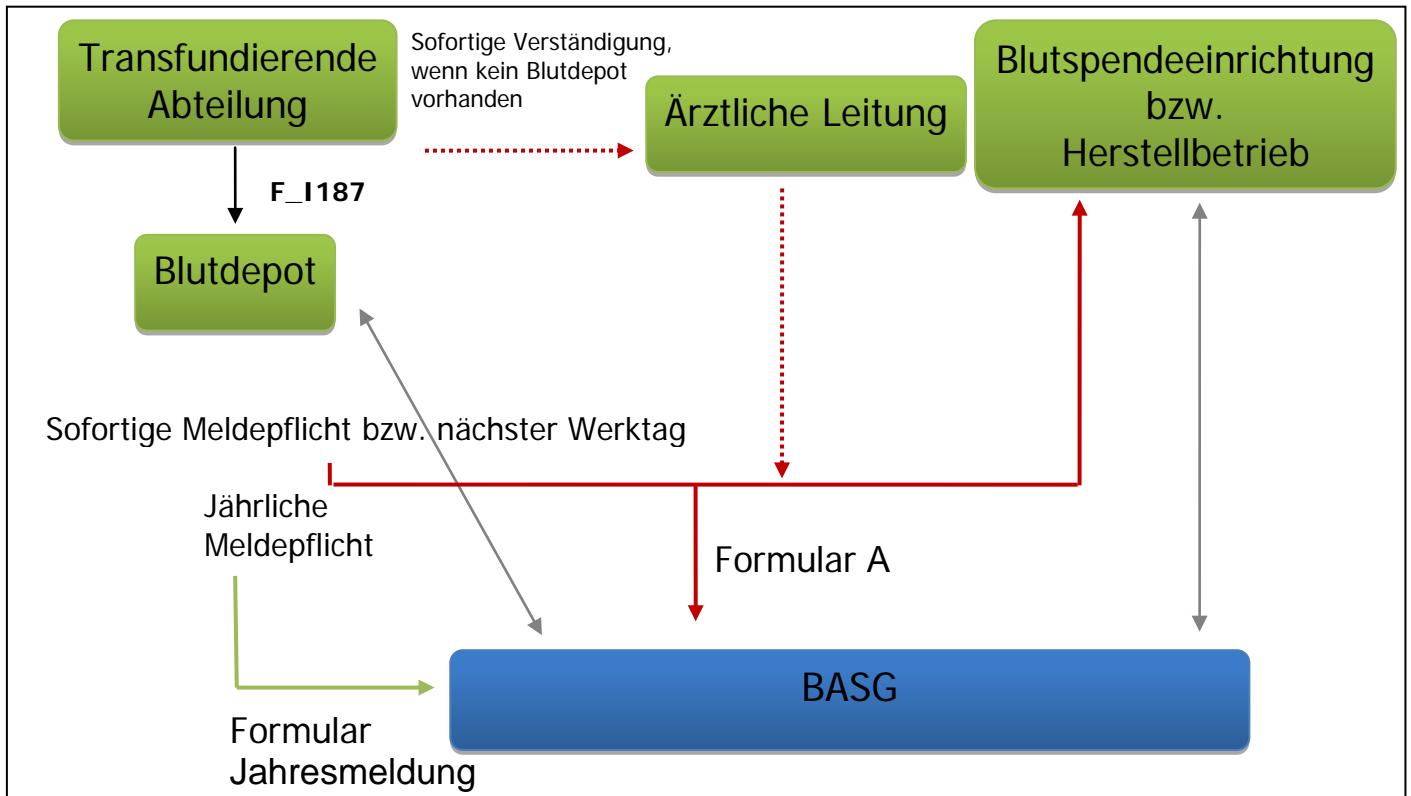 Transfundierende
Abteilung
Sofortige Verständigung,
wenn kein Blutdepot
vorhanden
Ärztliche Leitung
Blutspendeeinrichtung
bzw.
Herstellbetrieb
F_I187
Blutdepot
Sofortige Meldepflicht bzw. nächster Werktag
Jährliche
Meldepflicht
Formular A
BASG
Formular
Jahresmeldung